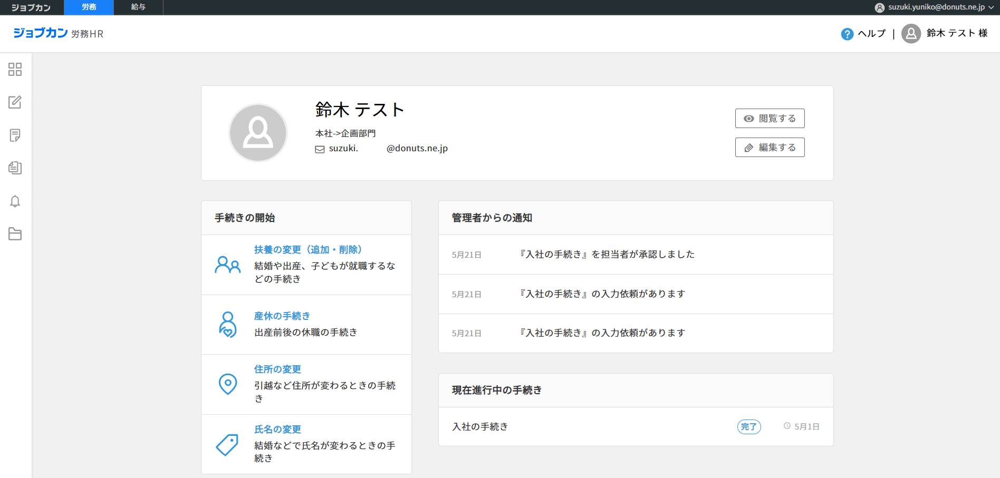 ジョブカン 労務 給与 suzuki.yuniko@donuts.ne.jp
ジョブカン 労務HR ? ヘルプ | 鈴木 テスト 様
鈴木 テスト
本社->企画部門
suzuki. @donuts.ne.jp
閲覧する
編集する
手続きの開始
扶養の変更（追加・削除）
結婚や出産、子どもが就職するな
どの手続き
産休の手続き
出産前後の休職の手続き
住所の変更
引越など住所が変わるときの手続
き
氏名の変更
結婚などで氏名が変わるときの手
続き
管理者からの通知
5月21日 『入社の手続き』を担当者が承認しました
5月21日 『入社の手続き』の入力依頼があります
5月21日 『入社の手続き』の入力依頼があります
現在進行中の手続き
入社の手続き 完了 5月1日